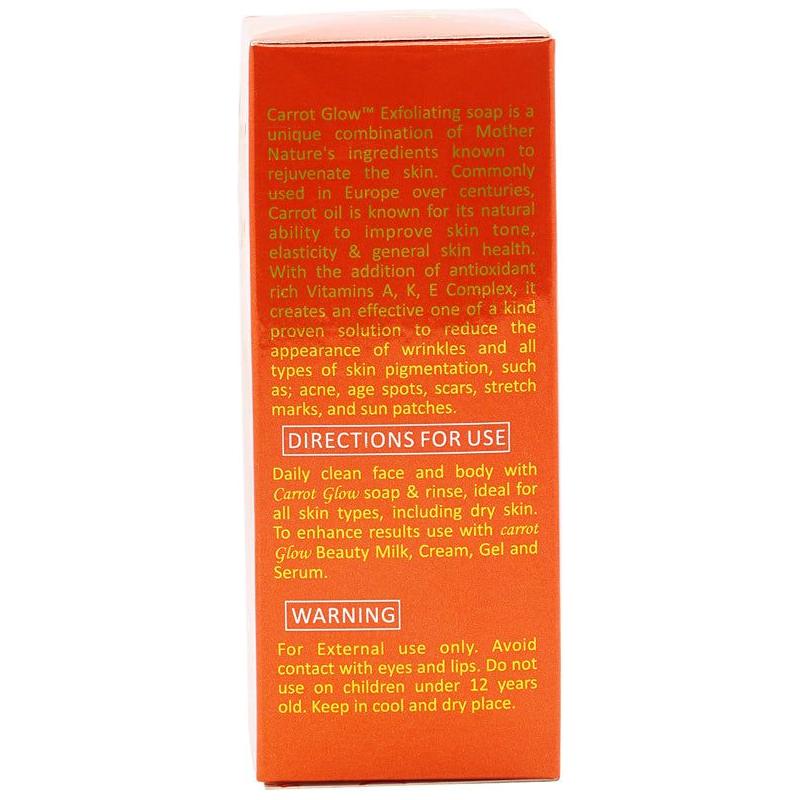 Carrot Glow™ Exfoliating soap is a
unique combination of Mother
Nature's ingredients known to
rejuvenate the skin. Commonly
used in Europe over centuries,
Carrot oil is known for its natural
ability to improve skin tone,
elasticity & general skin health.
With the addition of antioxidant
rich Vitamins A, K, E Complex, it
creates an effective one of a kind
proven solution to reduce the
appearance of wrinkles and all
types of skin pigmentation, such
as; acne, age spots, scars, stretch
marks, and sun patches.
DIRECTIONS FOR USE
Daily clean face and body with
Carrot Glow soap & rinse, ideal for
all skin types, including dry skin.
To enhance results use with carrot
Glow Beauty Milk, Cream, Gel and
Serum.
WARNING
For External use only. Avoid
contact with eyes and lips. Do not
use on children under 12 years
old. Keep in cool and dry place.